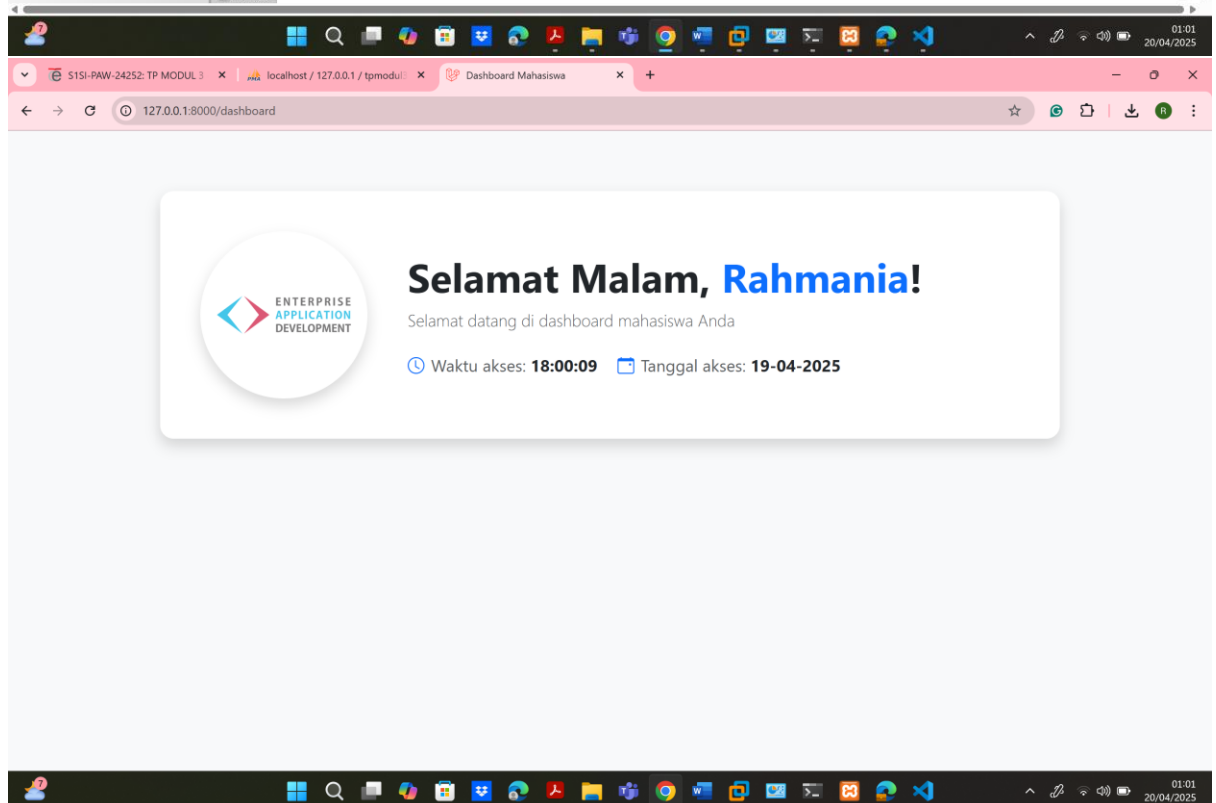 7
01:01
20/04/2025
S1SI-PAW-24252: TP MODUL 3
localhost / 127.0.0.1 / tpmodul
Dashboard Mahasiswa
127.0.0.1:8000/dashboard
R
ENTERPRISE
APPLICATION
DEVELOPMENT
Selamat Malam, Rahmania!
Selamat datang di dashboard mahasiswa Anda
Waktu akses: 18:00:09 Tanggal akses: 19-04-2025
7
01:01
20/04/2025